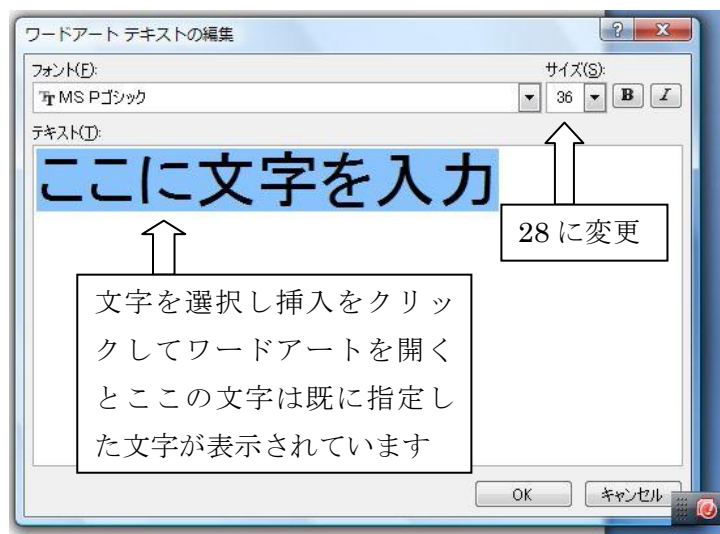 ワードアート テキストの編集
フォント(F):
サイズ(S):
MS Pゴシック
36
B
I
テキスト(T):
ここに文字を入力
28に変更
文字を選択し挿入をクリッ
クしてワードアートを開く
とここの文字は既に指定し
た文字が表示されています
OK
キャンセル